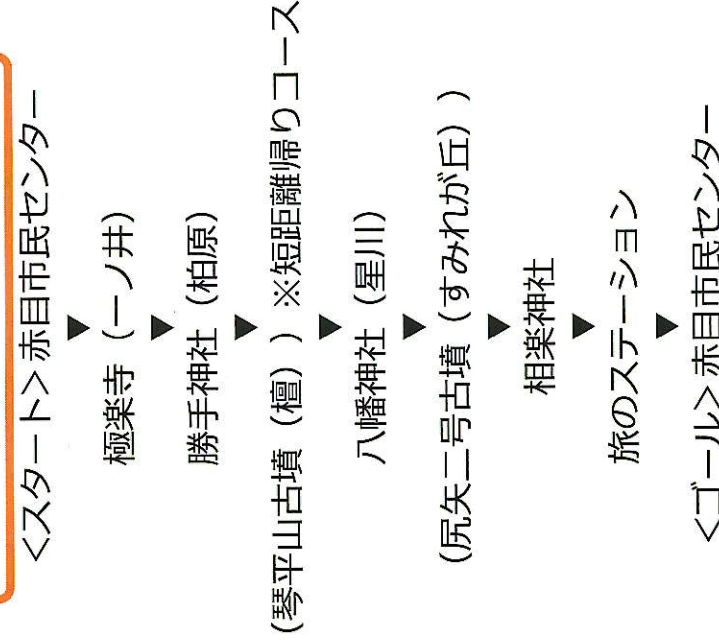 <スタート>赤目市民センター
▼
極楽寺（一ノ井）
▼
勝手神社（柏原）
▼
(琴平山古墳（檀））※短距離帰りコース
▼
八幡神社（星川）
▼
(尻矢二号古墳（すみれが丘））
▼
相楽神社
▼
旅のステーション
▼
<ゴール>赤目市民センター